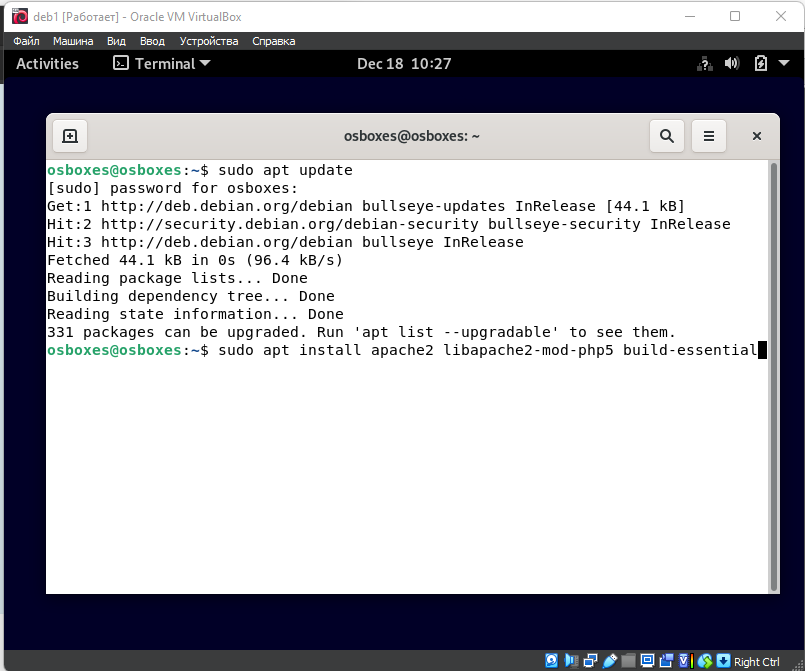 deb1 [Работает] - Oracle VM VirtualBox
Файл Машина Вид Ввод Устройства Справка
Activities Terminal Dec 18 10:27
osboxes@osboxes: ~
osboxes@osboxes:~$ sudo apt update
[sudo] password for osboxes:
Get:1 http://deb.debian.org/debian bullseye-updates InRelease [44.1 kB]
Hit:2 http://security.debian.org/debian-security bullseye-security InRelease
Hit:3 http://deb.debian.org/debian bullseye InRelease
Fetched 44.1 kB in 0s (96.4 kB/s)
Reading package lists... Done
Building dependency tree... Done
Reading state information... Done
331 packages can be upgraded. Run 'apt list --upgradable' to see them.
osboxes@osboxes:~$ sudo apt install apache2 libapache2-mod-php5 build-essential
Right Ctrl